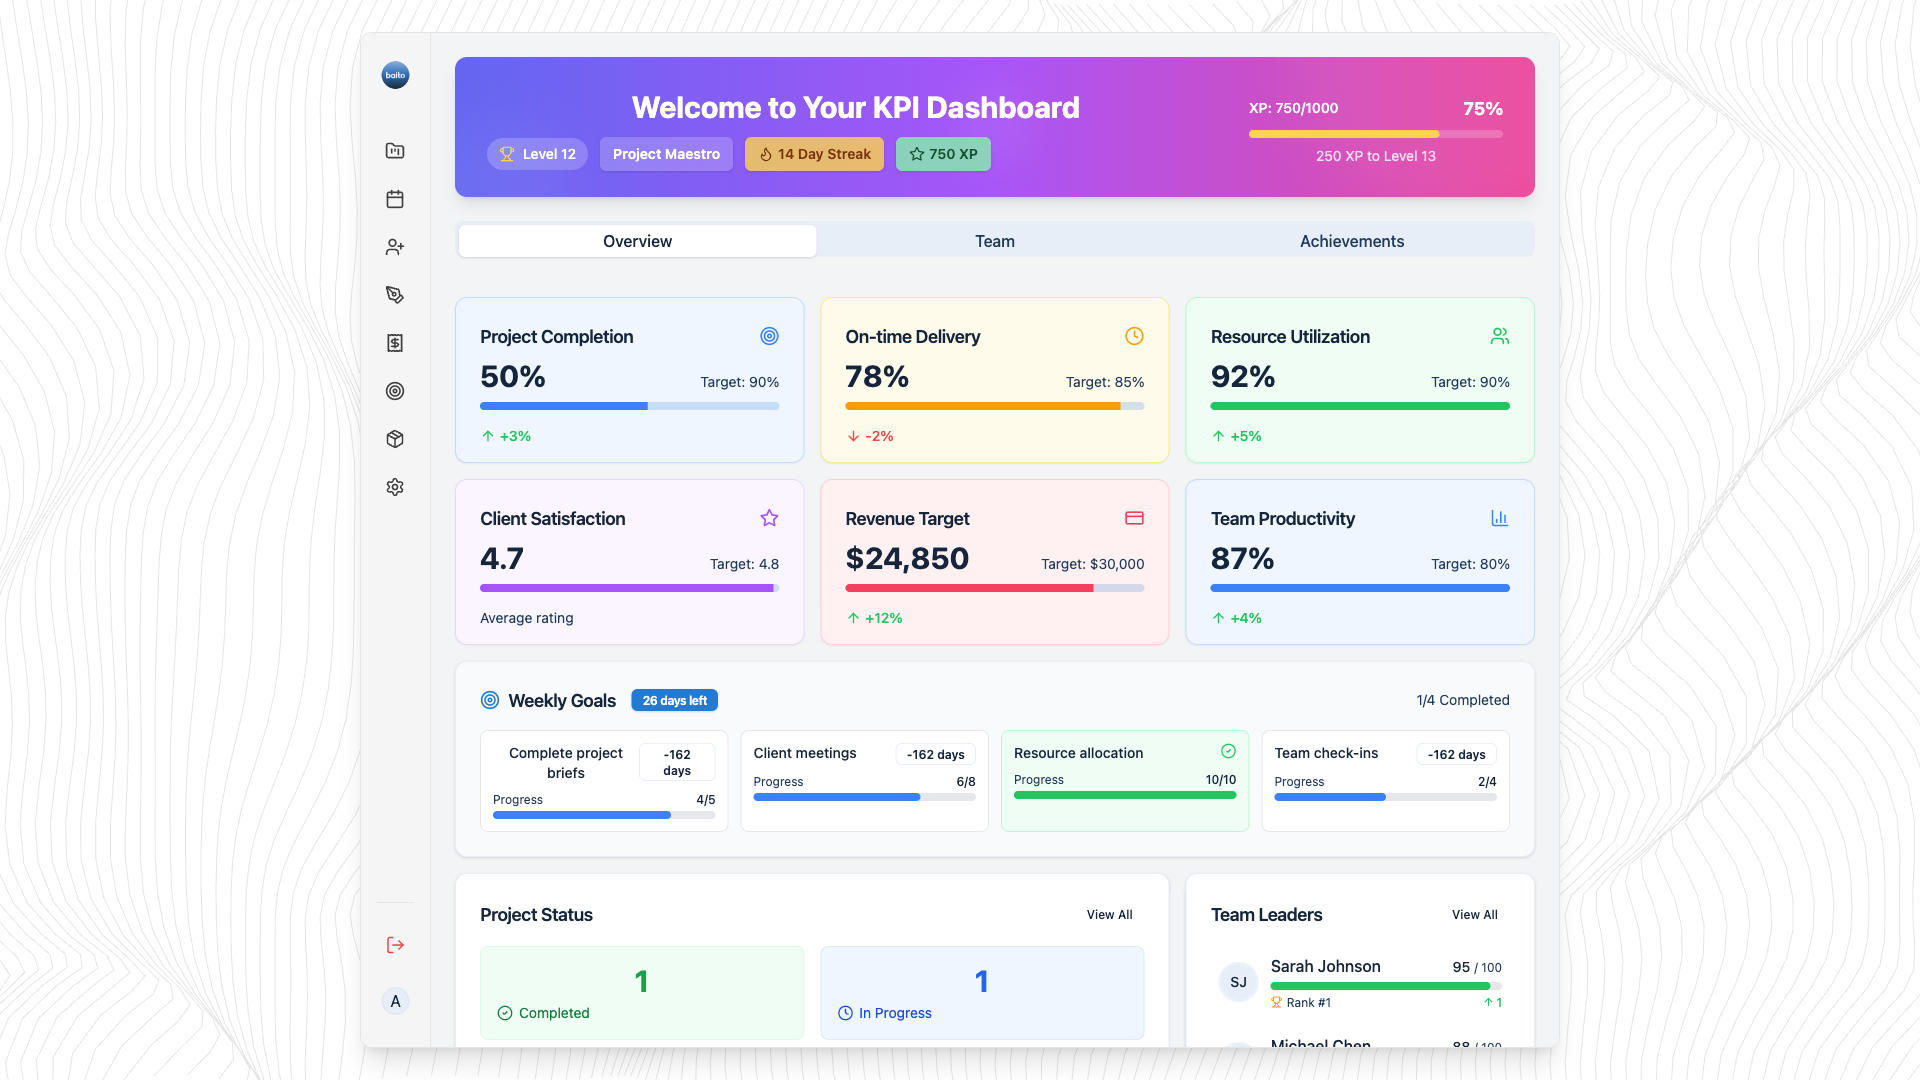 baito
Welcome to Your KPI Dashboard
Level 12
Project Maestro
14 Day Streak
750 XP
XP: 750/1000
75%
250 XP to Level 13
Overview
Team
Achievements
Project Completion
50%
Target: 90%
+3%
On-time Delivery
78%
Target: 85%
-2%
Resource Utilization
92%
Target: 90%
+5%
Client Satisfaction
4.7
Target: 4.8
Average rating
Revenue Target
$24,850
Target: $30,000
+12%
Team Productivity
87%
Target: 80%
+4%
Weekly Goals
26 days left
1/4 Completed
Complete project
briefs
-162
days
Progress
4/5
Client meetings
-162 days
Progress
6/8
Resource allocation
Progress
10/10
Team check-ins
-162 days
Progress
2/4
Project Status
View All
1
Completed
1
In Progress
Team Leaders
View All
SJ
Sarah Johnson
95 / 100
Rank #1
1
Michael Chen
88 / 100
A